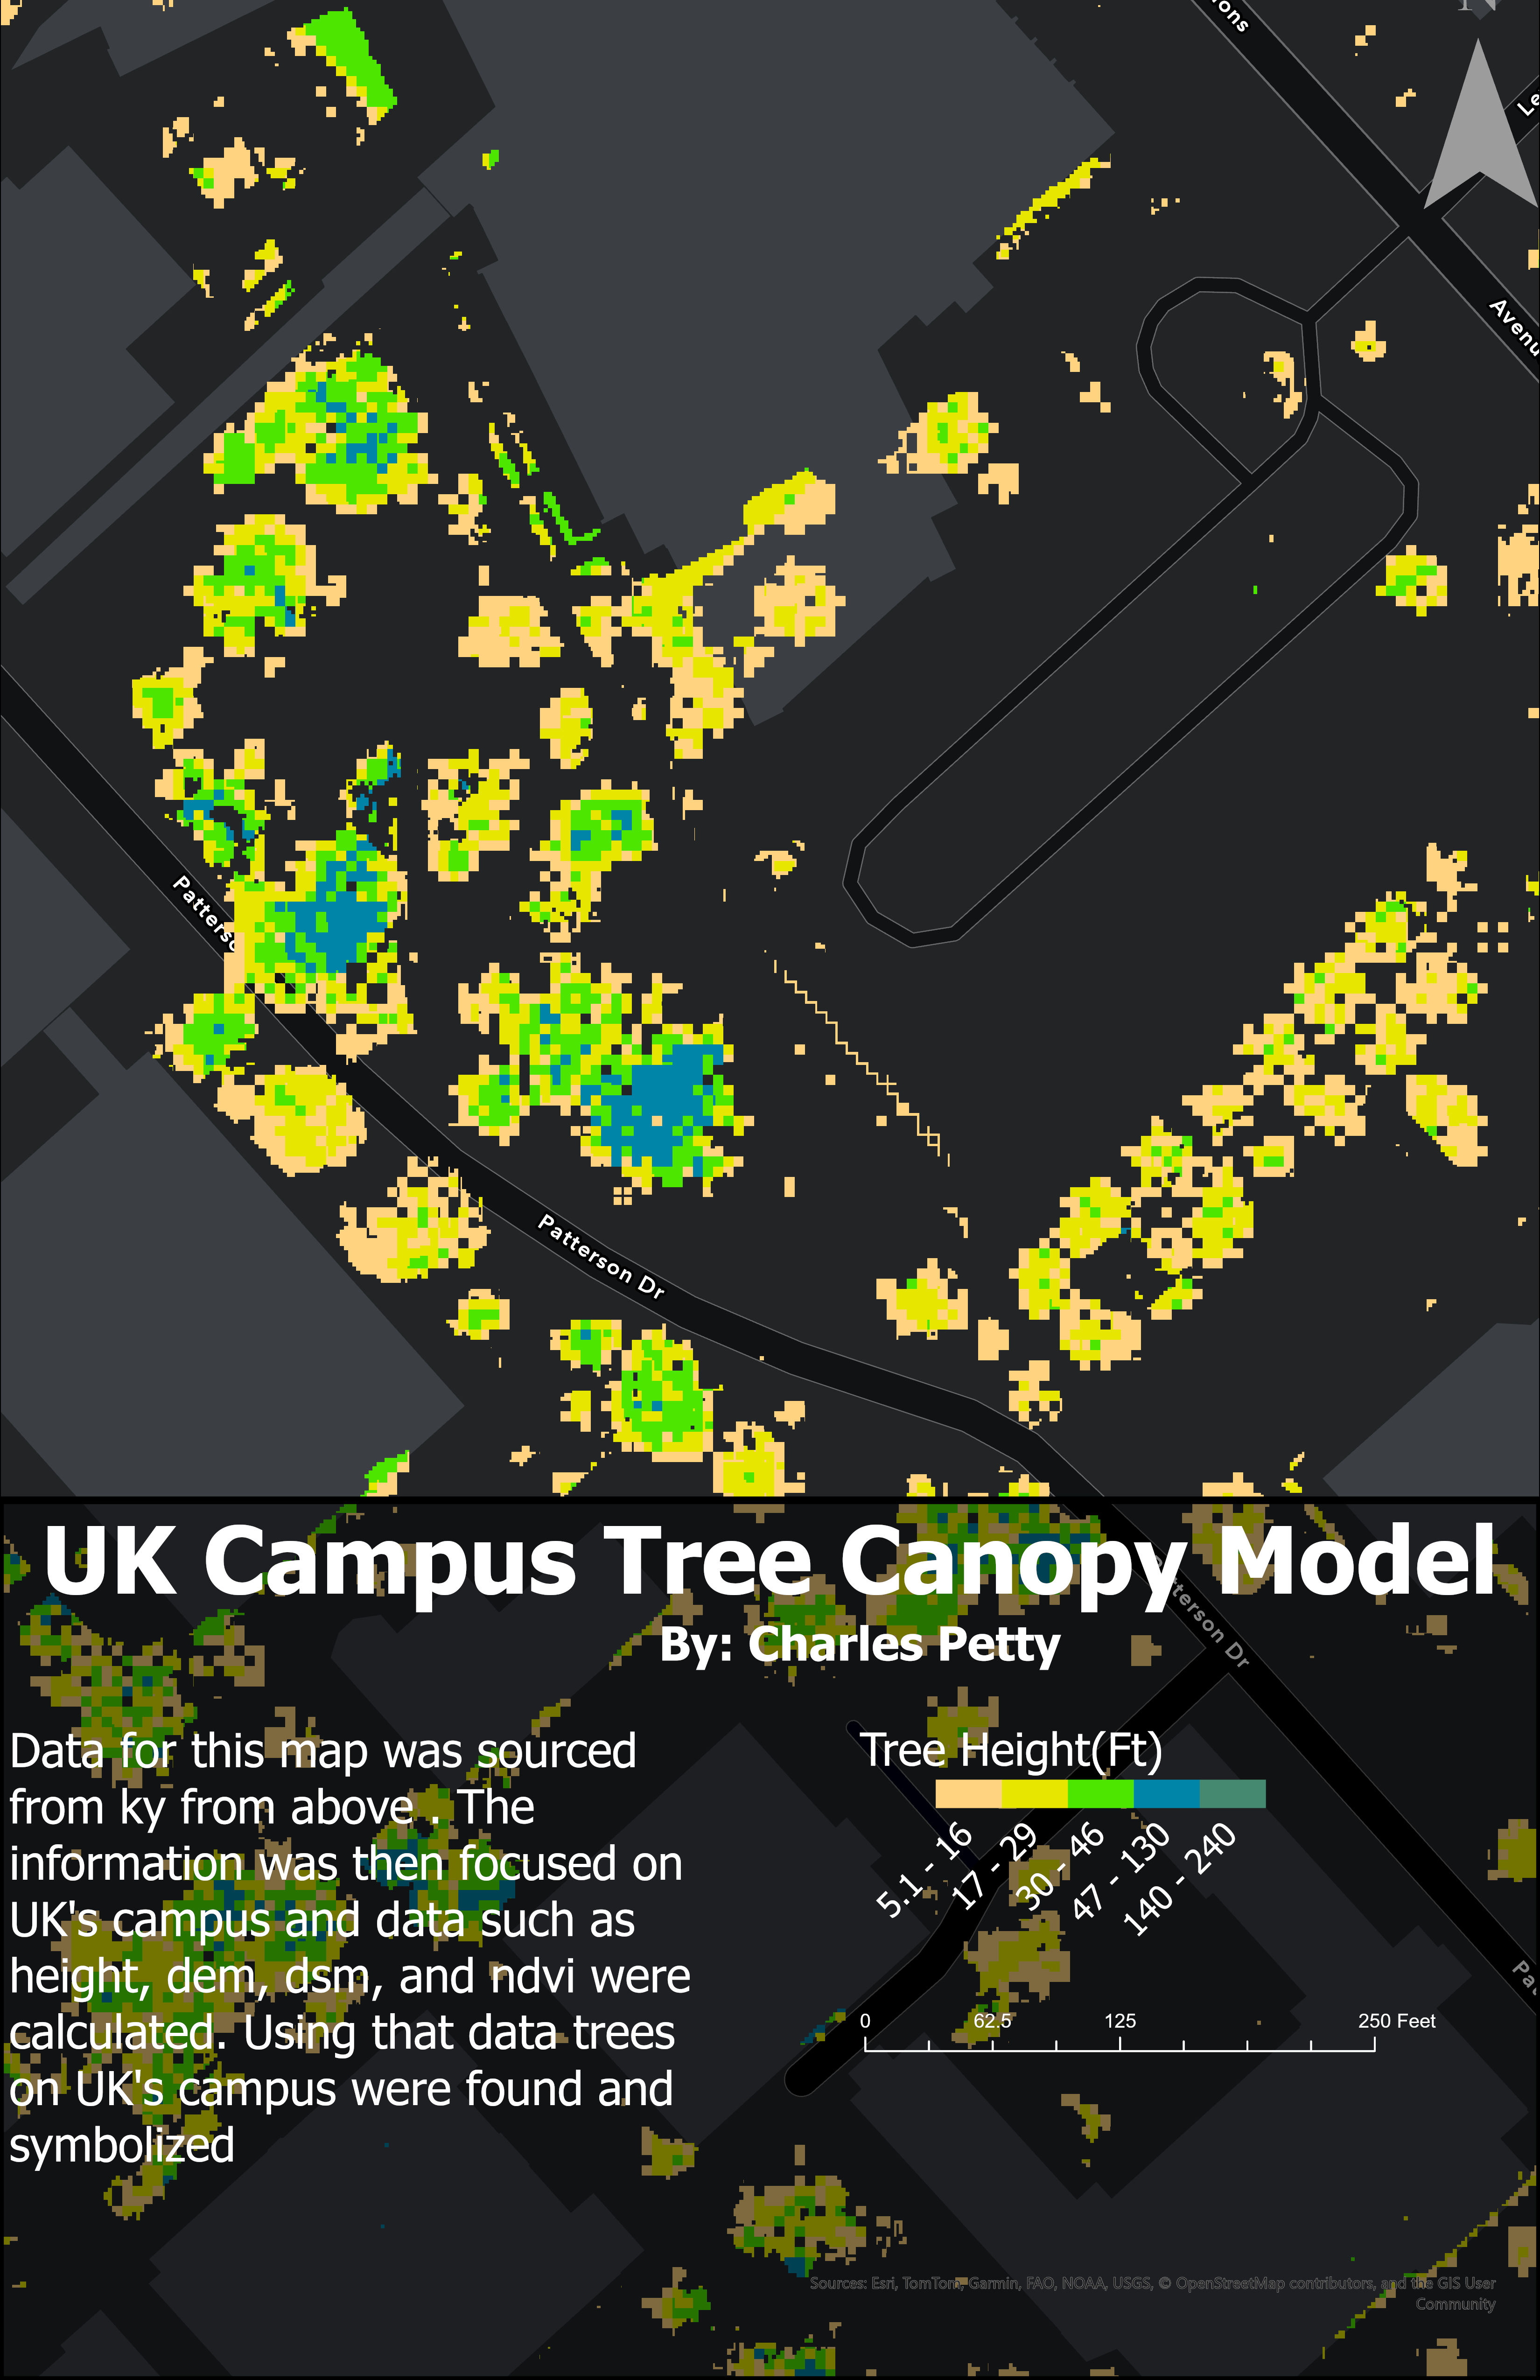 ons
Avenu
Patterso
Patterson Dr
UK Campus Tree Canopy Model
By: Charles Petty
tterson Dr
Data for this map was sourced
from ky from above . The
information was then focused on
UK's campus and data such as
height, dem, dsm, and ndvi were
calculated. Using that data trees
on UK's campus were found and
symbolized
Tree Height(Ft)
5.1 - 16
17 - 29
30 - 46
47 - 130
140 - 240
0 62.5 125 250 Feet
Pat
Sources: Esri, TomTom, Garmin, FAO, NOAA, USGS, © OpenStreetMap contributors, and the GIS User
Community